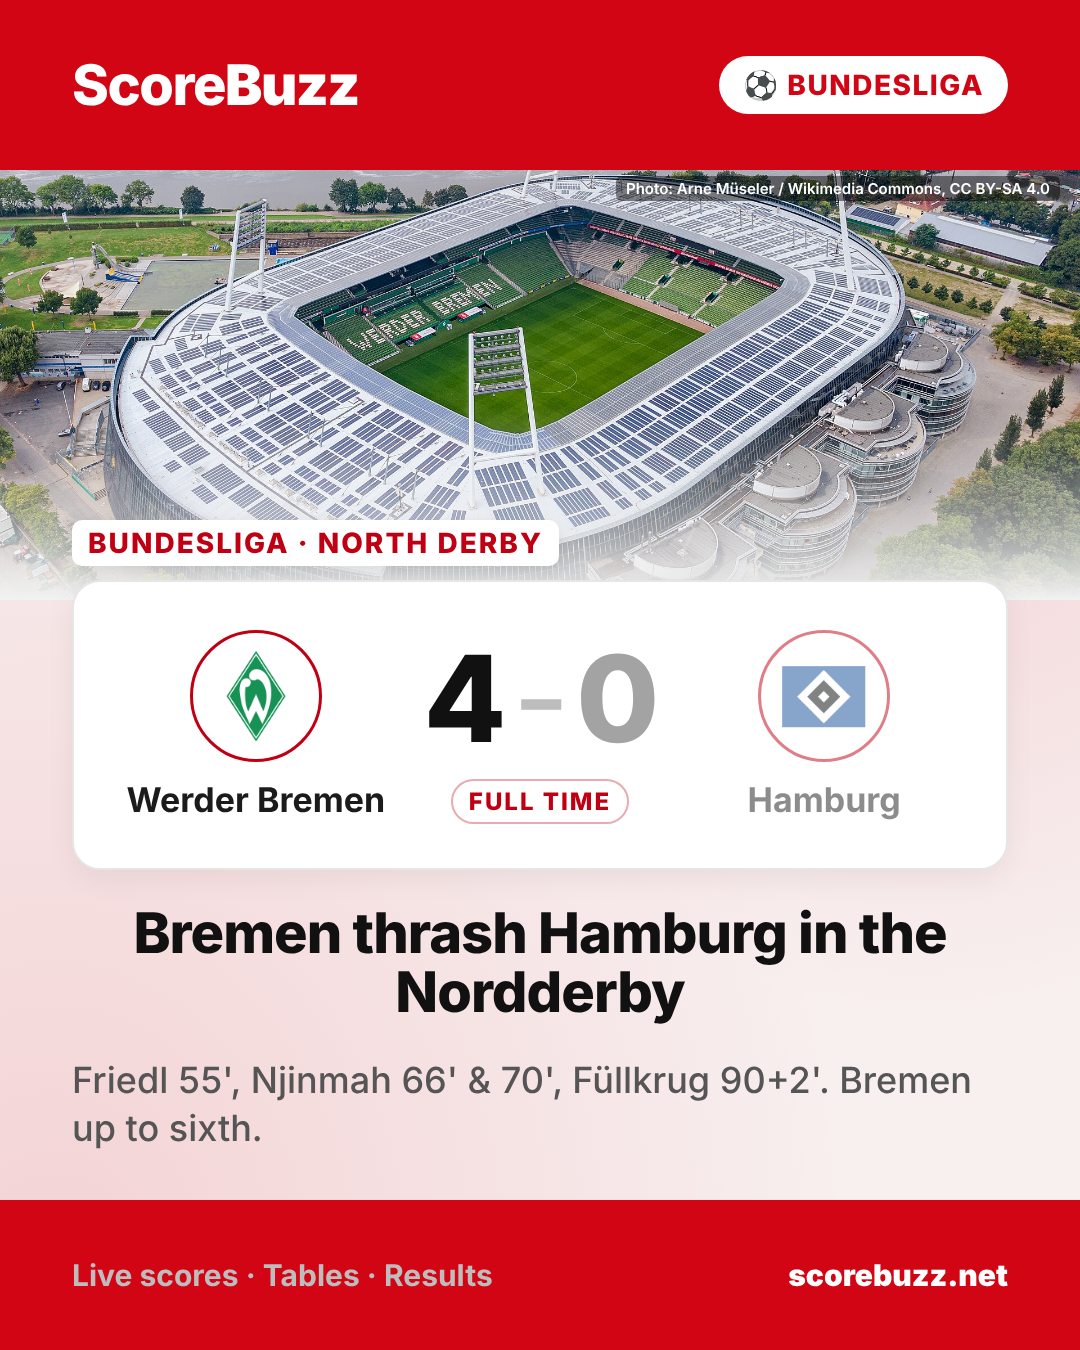 ScoreBuzz
⚽ BUNDESLIGA
Photo: Arne Müseler / Wikimedia Commons, CC BY-SA 4.0
WERDER BREMEN
BUNDESLIGA · NORTH DERBY
4 – 0
Werder Bremen
FULL TIME
Hamburg
Bremen thrash Hamburg in the
Nordderby
Friedl 55', Njinmah 66' & 70', Füllkrug 90+2'. Bremen
up to sixth.
Live scores · Tables · Results
scorebuzz.net